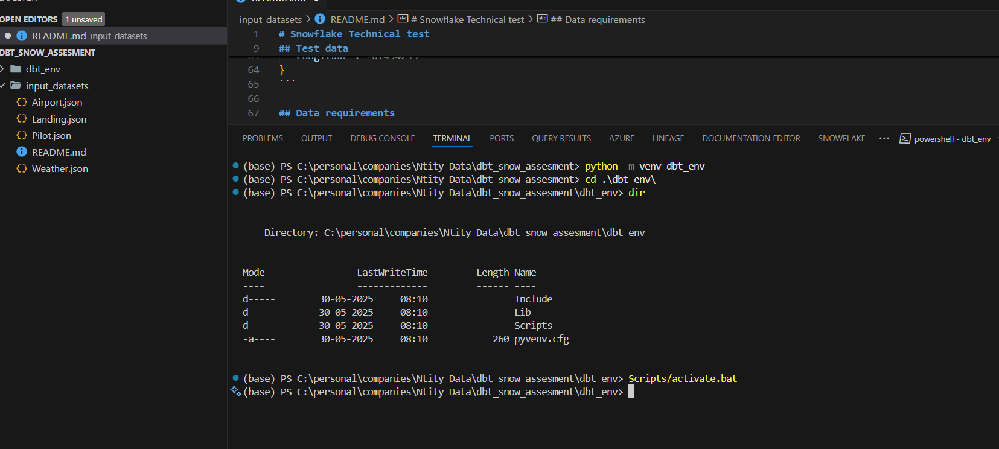 OPEN EDITORS 1 unsaved
README.md input_datasets
DBT_SNOW_ASSESMENT
dbt_env
input_datasets
Airport.json
Landing.json
Pilot.json
README.md
Weather.json
input_datasets > README.md > # Snowflake Technical test > ## Data requirements
1 # Snowflake Technical test
9 ## Test data
64 }
65 ```
66
67 ## Data requirements
PROBLEMS OUTPUT DEBUG CONSOLE TERMINAL PORTS QUERY RESULTS AZURE LINEAGE DOCUMENTATION EDITOR SNOWFLAKE ... powershell - dbt_env
(base) PS C:\personal\companies\Ntity Data\dbt_snow_assesment> python -m venv dbt_env
(base) PS C:\personal\companies\Ntity Data\dbt_snow_assesment> cd .\dbt_env\
(base) PS C:\personal\companies\Ntity Data\dbt_snow_assesment\dbt_env> dir
Directory: C:\personal\companies\Ntity Data\dbt_snow_assesment\dbt_env
Mode LastWriteTime Length Name
---- ------------- ------ ----
d----- 30-05-2025 08:10 Include
d----- 30-05-2025 08:10 Lib
d----- 30-05-2025 08:10 Scripts
-a---- 30-05-2025 08:10 260 pyvenv.cfg
(base) PS C:\personal\companies\Ntity Data\dbt_snow_assesment\dbt_env> Scripts/activate.bat
(base) PS C:\personal\companies\Ntity Data\dbt_snow_assesment\dbt_env>